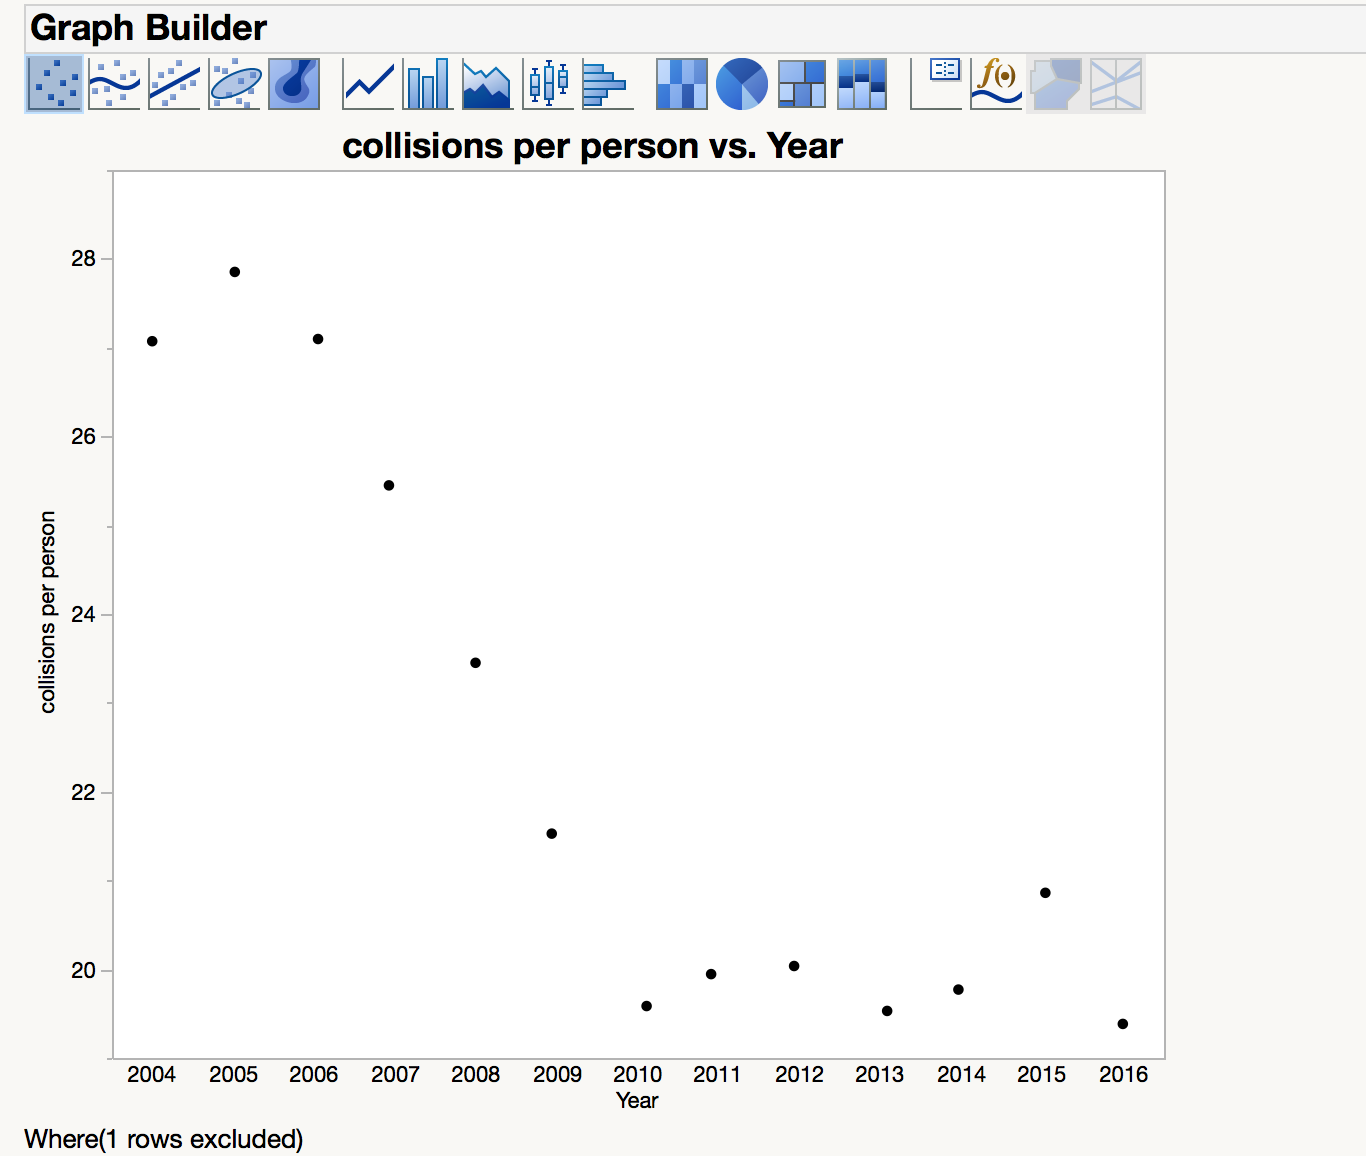 Graph Builder
f(•)
collisions per person vs. Year
28
26
24
22
20
collisions per person
2004 2005 2006 2007 2008 2009 2010 2011 2012 2013 2014 2015 2016
Year
Where(1 rows excluded)